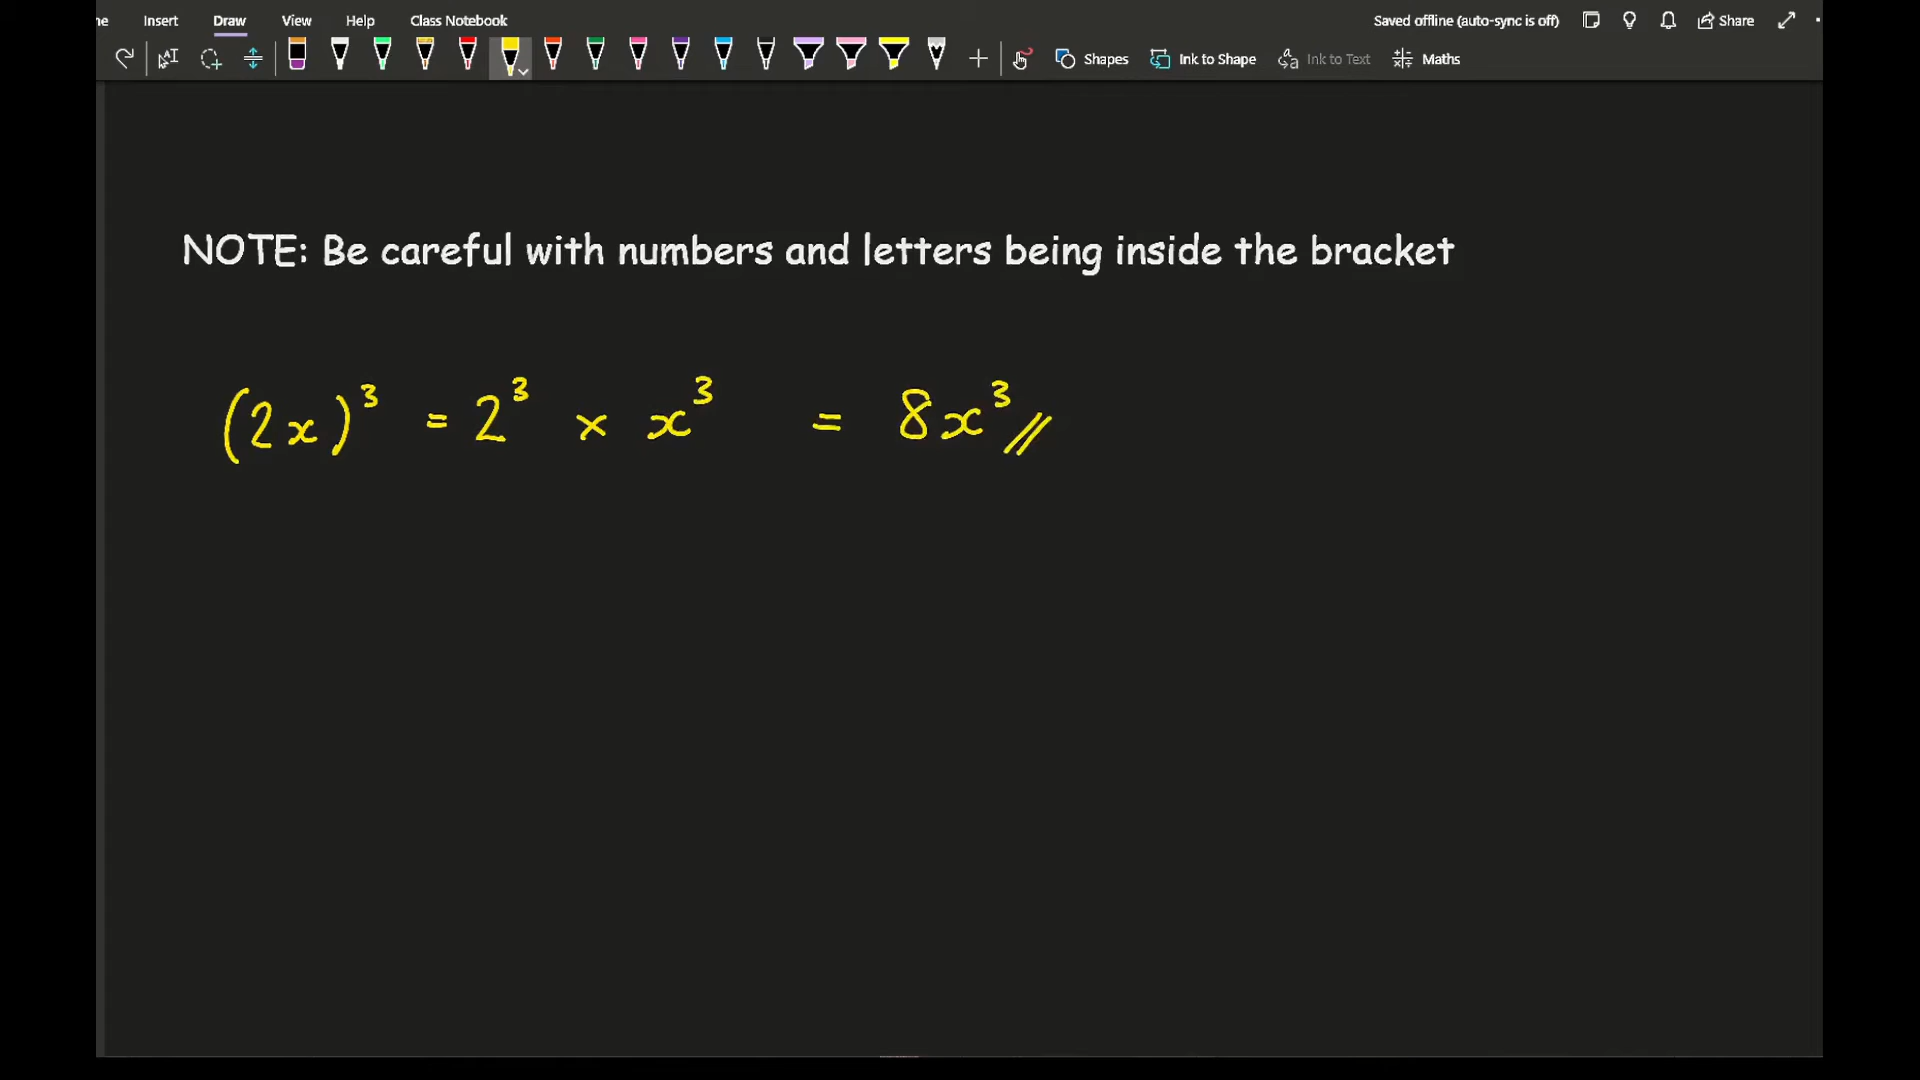 ne Insert Draw View Help Class Notebook Saved offline (auto-sync is off) Share
Shapes Ink to Shape Ink to Text Maths
NOTE: Be careful with numbers and letters being inside the bracket
(2x)³ = 2³ × x³ = 8x³//